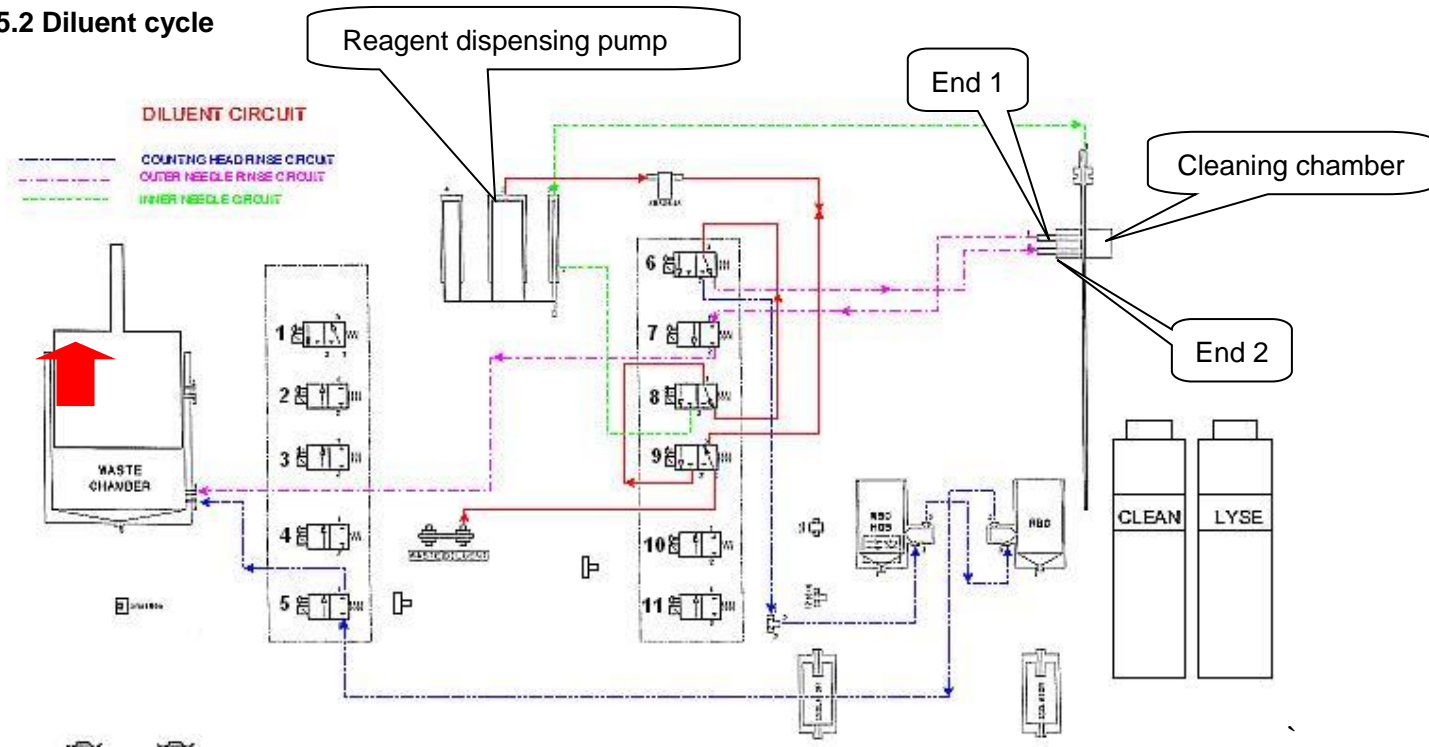 5.2 Diluent cycle
Reagent dispensing pump
End 1
DILUENT CIRCUIT
COUNTING HEAD RINSE CIRCUIT
OUTER NEEDLE RINSE CIRCUIT
INNER NEEDLE CIRCUIT
Cleaning chamber
End 2
1
2
3
4
5
6
7
8
9
10
11
WASTE
CHAMBER
RBC
CLEAN
LYSE